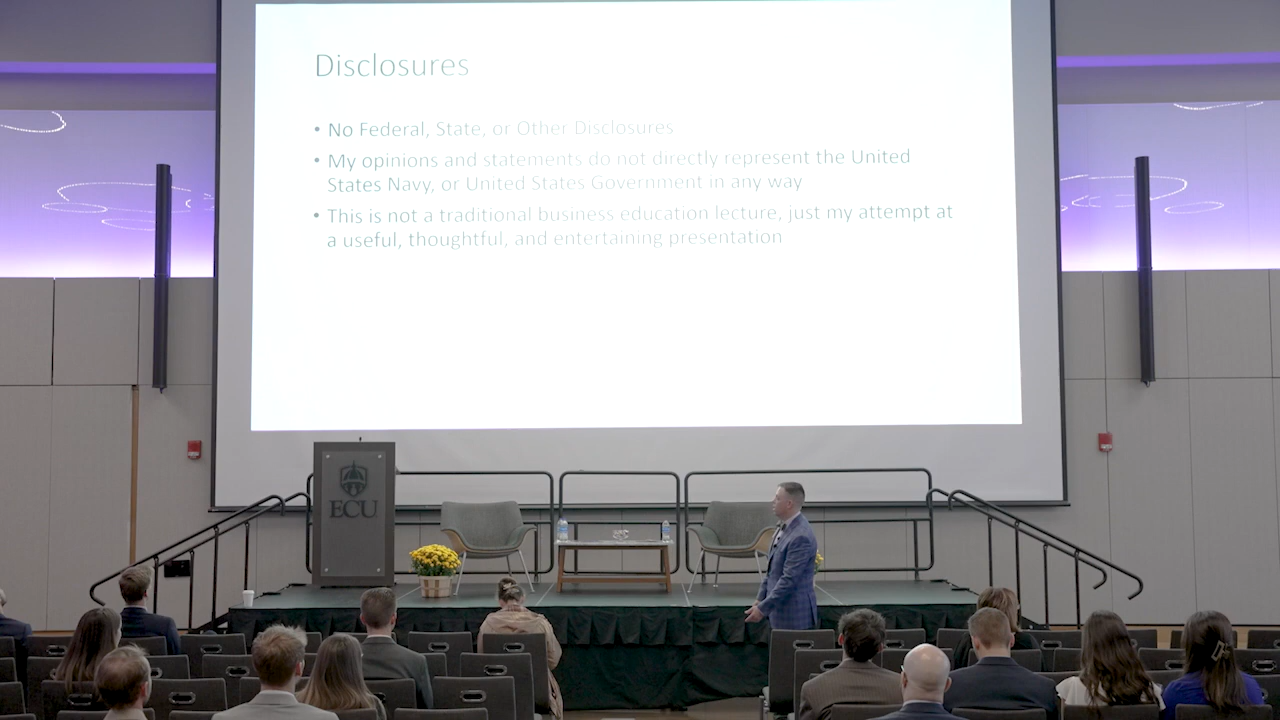 Disclosures
• No Federal, State, or Other Disclosures
• My opinions and statements do not directly represent the United
States Navy, or United States Government in any way
• This is not a traditional business education lecture, just my attempt at
a useful, thoughtful, and entertaining presentation
ECU